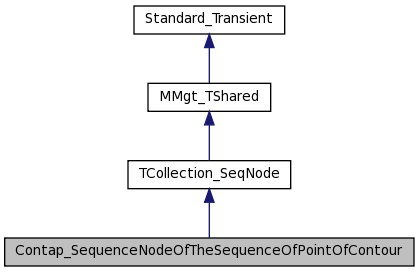 Standard_Transient
MMgt_TShared
TCollection_SeqNode
Contap_SequenceNodeOfTheSequenceOfPointOfContour